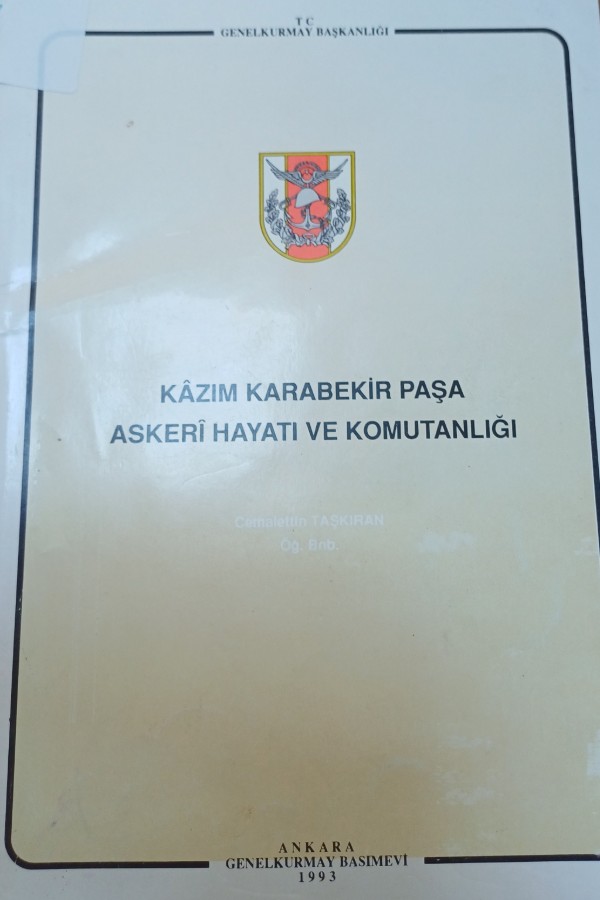 T C
GENELKURMAY BAŞKANLIĞI
KÂZIM KARABEKİR PAŞA
ASKERÎ HAYATI VE KOMUTANLIĞI
Cemalettin TAŞKIRAN
Öğ. Bnb.
ANKARA
GENELKURMAY BASIMEVİ
1993